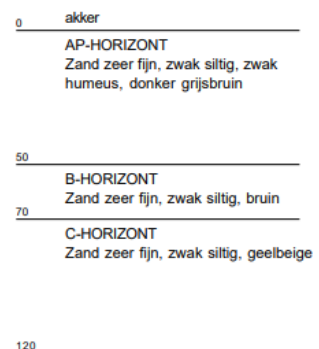 0 akker
AP-HORIZONT
Zand zeer fijn, zwak siltig, zwak
humeus, donker grijsbruin
50
B-HORIZONT
Zand zeer fijn, zwak siltig, bruin
70
C-HORIZONT
Zand zeer fijn, zwak siltig, geelbeige
120